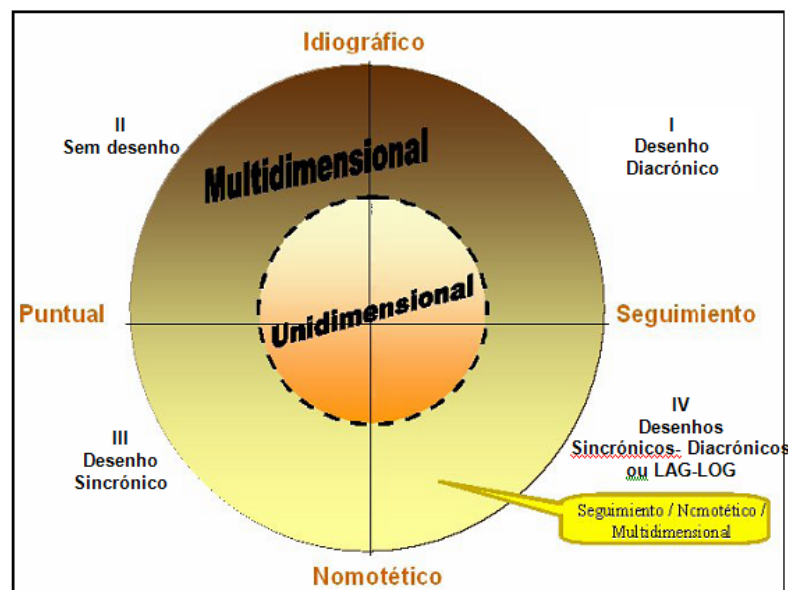 Idiográfico
II
Sem desenho
I
Desenho
Diacrónico
Multidimensional
Puntual
Unidimensional
Seguimiento
III
Desenho
Sincrónico
IV
Desenhos
Sincrónicos- Diacrónicos
ou LAG-LOG
Seguimiento / Nomotético /
Multidimensional
Nomotético